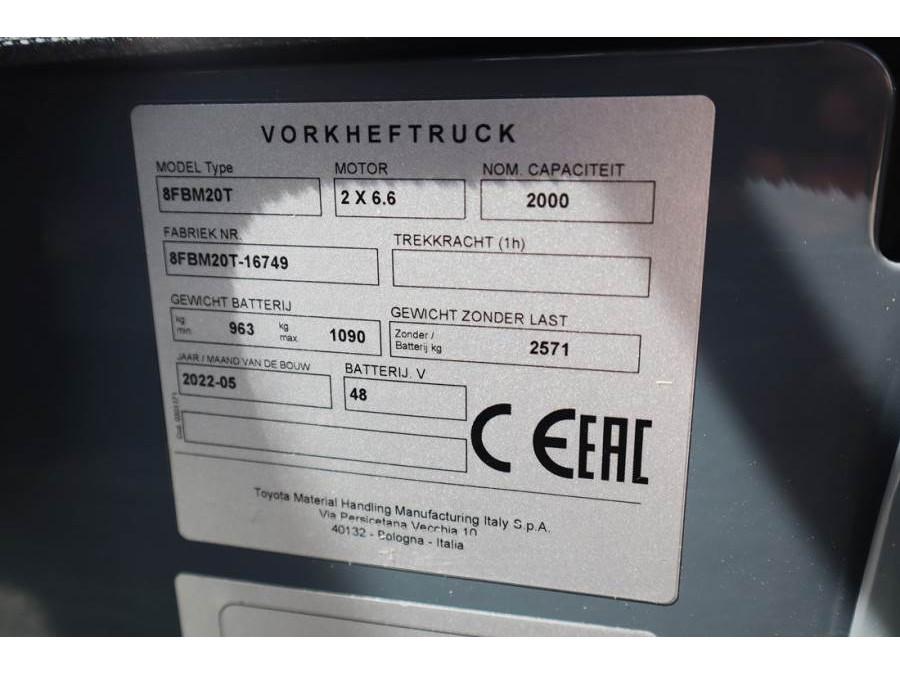 VORKHEFTRUCK
MODEL Type MOTOR NOM. CAPACITEIT
8FBM20T 2 X 6.6 2000
FABRIEK NR. TREKKRACHT (1h)
8FBM20T-16749
GEWICHT BATTERIJ GEWICHT ZONDER LAST
kg min. 963 kg max. 1090 Zonder / Batterij kg 2571
JAAR / MAAND VAN DE BOUW BATTERIJ. V
2022-05 48
CE EAC
Toyota Material Handling Manufacturing Italy S.p.A.
Via Persicetana Vecchia 10
40132 - Bologna - Italia